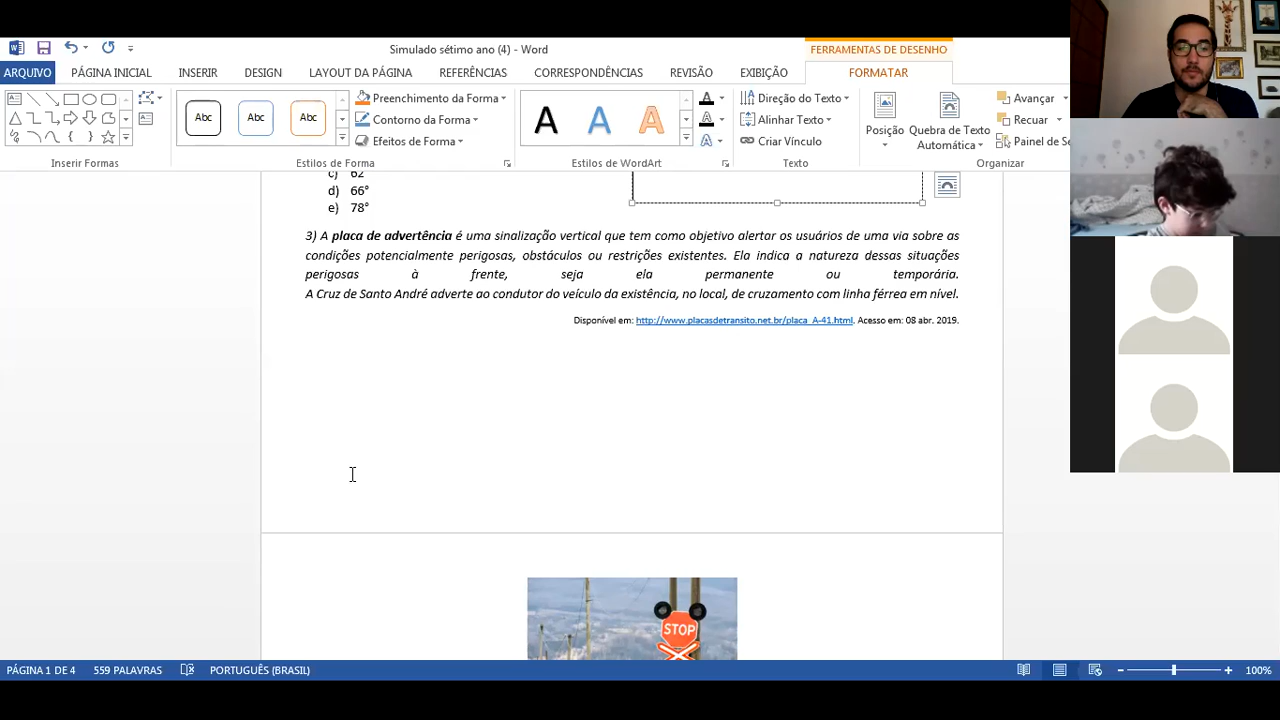 Simulado sétimo ano (4) - Word
FERRAMENTAS DE DESENHO
ARQUIVO PÁGINA INICIAL INSERIR DESIGN LAYOUT DA PÁGINA REFERÊNCIAS CORRESPONDÊNCIAS REVISÃO EXIBIÇÃO FORMATAR
Abc Abc Abc
Preenchimento da Forma
Contorno da Forma
Efeitos de Forma
A A A
A
A
A
Direção do Texto
Alinhar Texto
Criar Vínculo
Posição
Quebra de Texto
Automática
Avançar
Recuar
Painel de Se
Inserir Formas Estilos de Forma Estilos de WordArt Texto Organizar
c) 62°
d) 66°
e) 78°
3) A placa de advertência é uma sinalização vertical que tem como objetivo alertar os usuários de uma via sobre as
condições potencialmente perigosas, obstáculos ou restrições existentes. Ela indica a natureza dessas situações
perigosas à frente, seja ela permanente ou temporária.
A Cruz de Santo André adverte ao condutor do veículo da existência, no local, de cruzamento com linha férrea em nível.
Disponível em: http://www.placasdetransito.net.br/placa_A-41.html. Acesso em: 08 abr. 2019.
STOP
PÁGINA 1 DE 4 559 PALAVRAS PORTUGUÊS (BRASIL) 100%